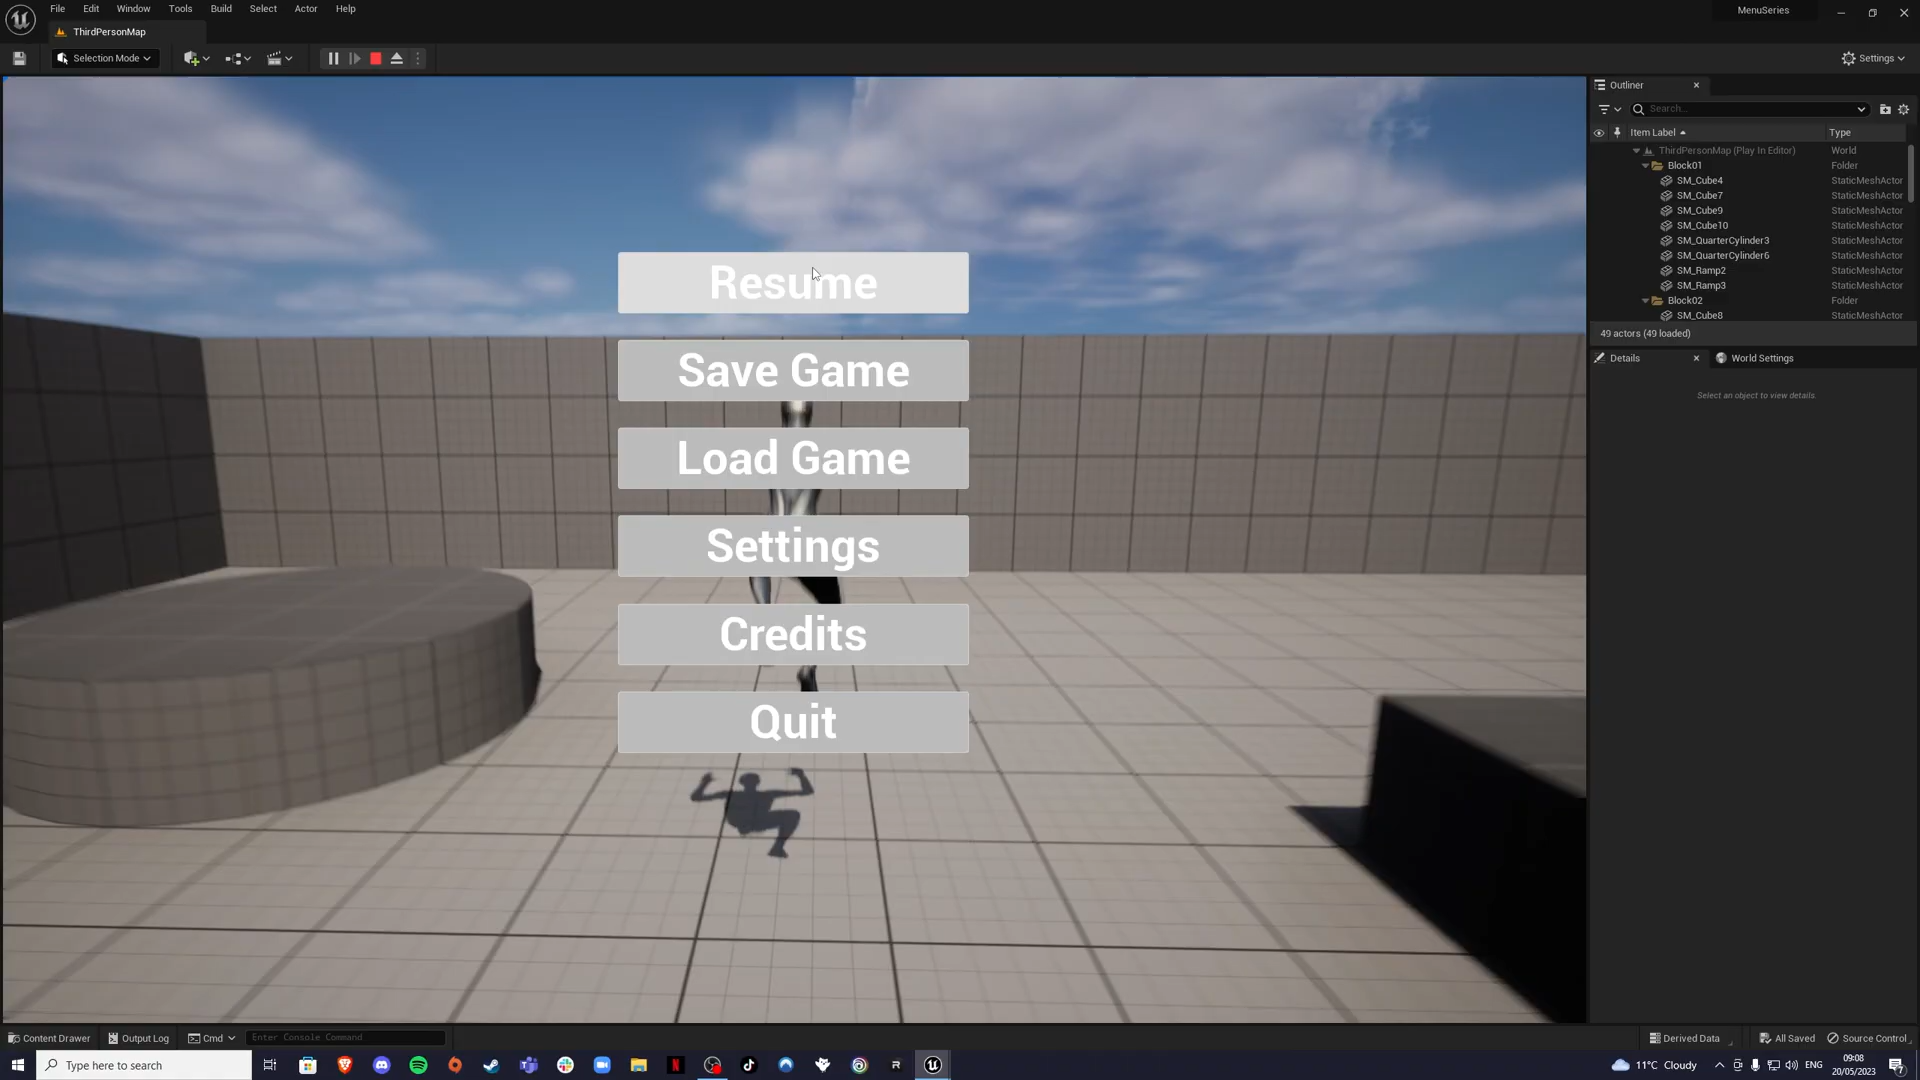 File Edit Window Tools Build Select Actor Help
MenuSeries
ThirdPersonMap
Selection Mode
Settings
Outliner
Search...
Item Label Type
ThirdPersonMap (Play In Editor) World
Block01 Folder
SM_Cube4 StaticMeshActor
SM_Cube7 StaticMeshActor
SM_Cube9 StaticMeshActor
SM_Cube10 StaticMeshActor
SM_QuarterCylinder3 StaticMeshActor
SM_QuarterCylinder6 StaticMeshActor
SM_Ramp2 StaticMeshActor
SM_Ramp3 StaticMeshActor
Block02 Folder
SM_Cube8 StaticMeshActor
49 actors (49 loaded)
Details World Settings
Select an object to view details.
Resume
Save Game
Load Game
Settings
Credits
Quit
Content Drawer Output Log Cmd Enter Console Command
Derived Data All Saved Source Control
Type here to search
11°C Cloudy
ENG
09:08
20/05/2023